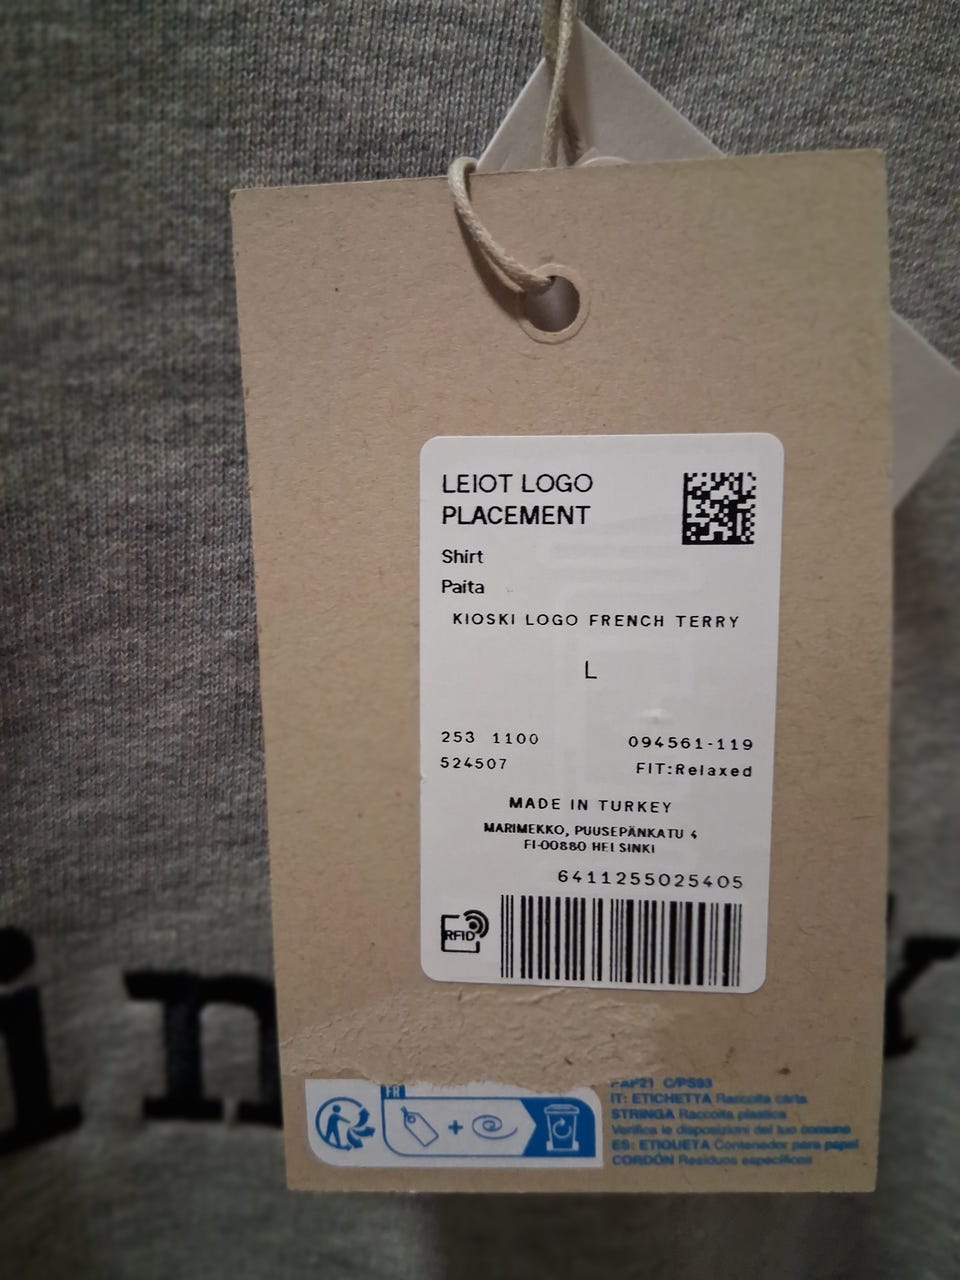 LEIOT LOGO
PLACEMENT
Shirt
Paita
KIOSKI LOGO FRENCH TERRY
L
253 1100 094561-119
524507 FIT:Relaxed
MADE IN TURKEY
MARIMEKKO, PUUSEPÄNKATU 4
FI-00880 HELSINKI
6411255025405
RFID
FR
PAP21 C/PS93
IT: ETICHETTA Raccolta carta
STRINGA Raccolta plastica
Verifica le disposizioni del tuo comune
ES: ETIQUETA Contenedor para papel
CORDÓN Residuos específicos
in